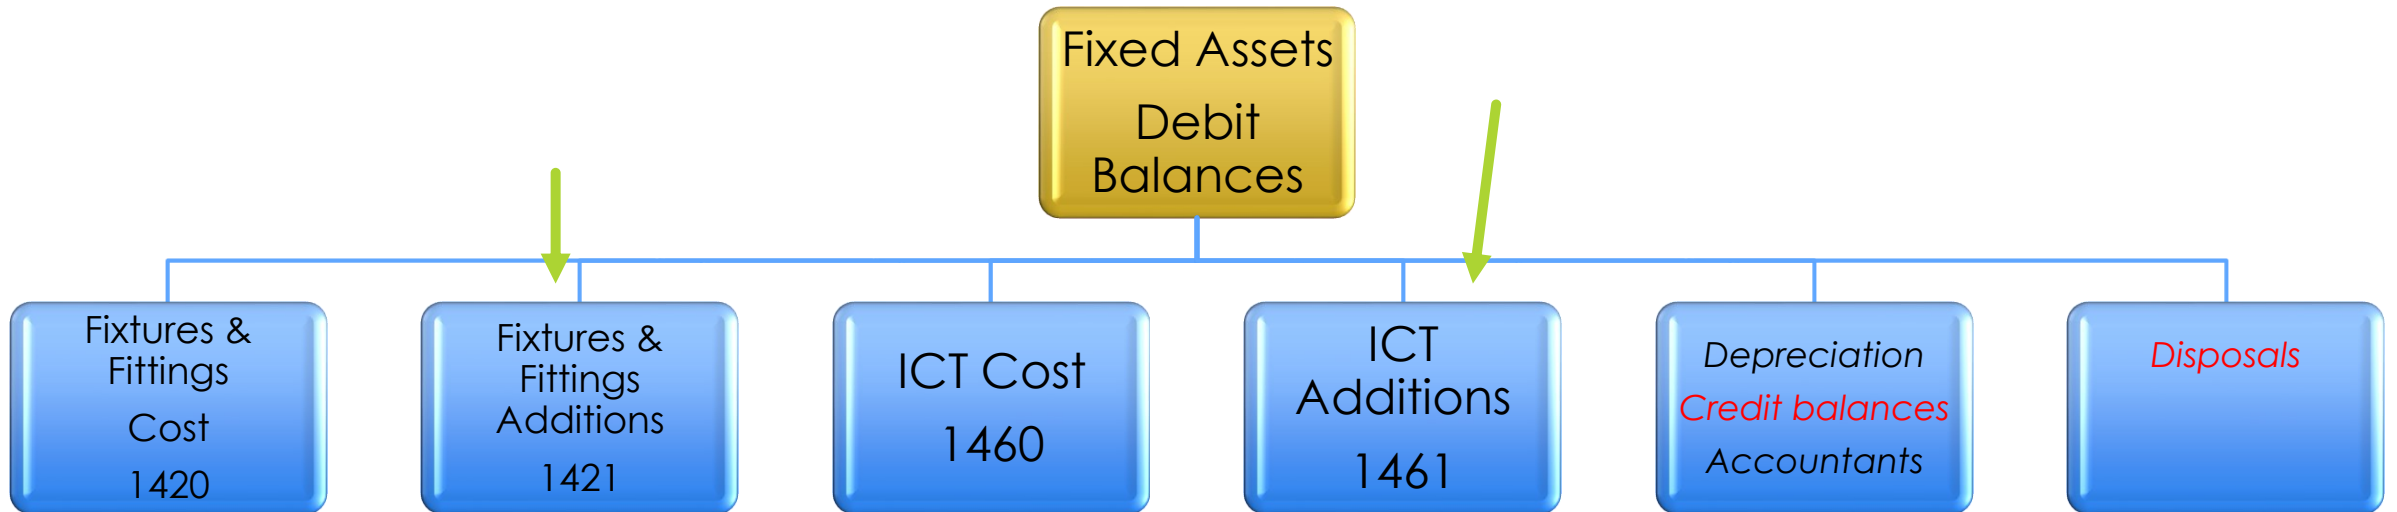 Fixed Assets
Debit
Balances
Fixtures &
Fittings
Cost
1420
Fixtures &
Fittings
Additions
1421
ICT Cost
1460
ICT
Additions
1461
Depreciation
Credit balances
Accountants
Disposals